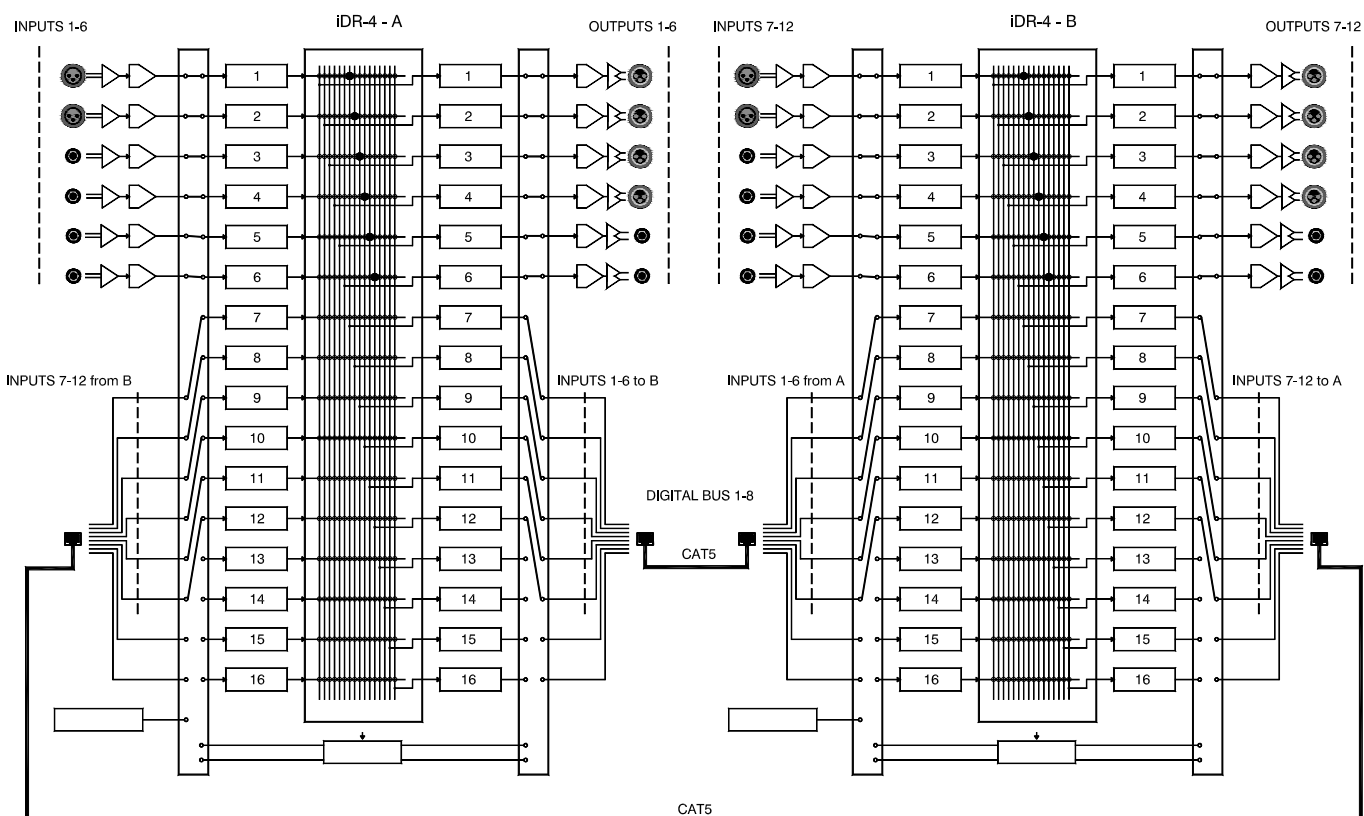 INPUTS 1-6
iDR-4 - A
OUTPUTS 1-6
INPUTS 7-12
iDR-4 - B
OUTPUTS 7-12
1 1 1 1
2 2 2 2
3 3 3 3
4 4 4 4
5 5 5 5
6 6 6 6
7 7 7 7
8 8 8 8
INPUTS 7-12 from B
INPUTS 1-6 to B
INPUTS 1-6 from A
INPUTS 7-12 to A
9 9 9 9
10 10 10 10
11 11 11 11
DIGITAL BUS 1-8
12 12 12 12
CAT5
13 13 13 13
14 14 14 14
15 15 15 15
16 16 16 16
CAT5